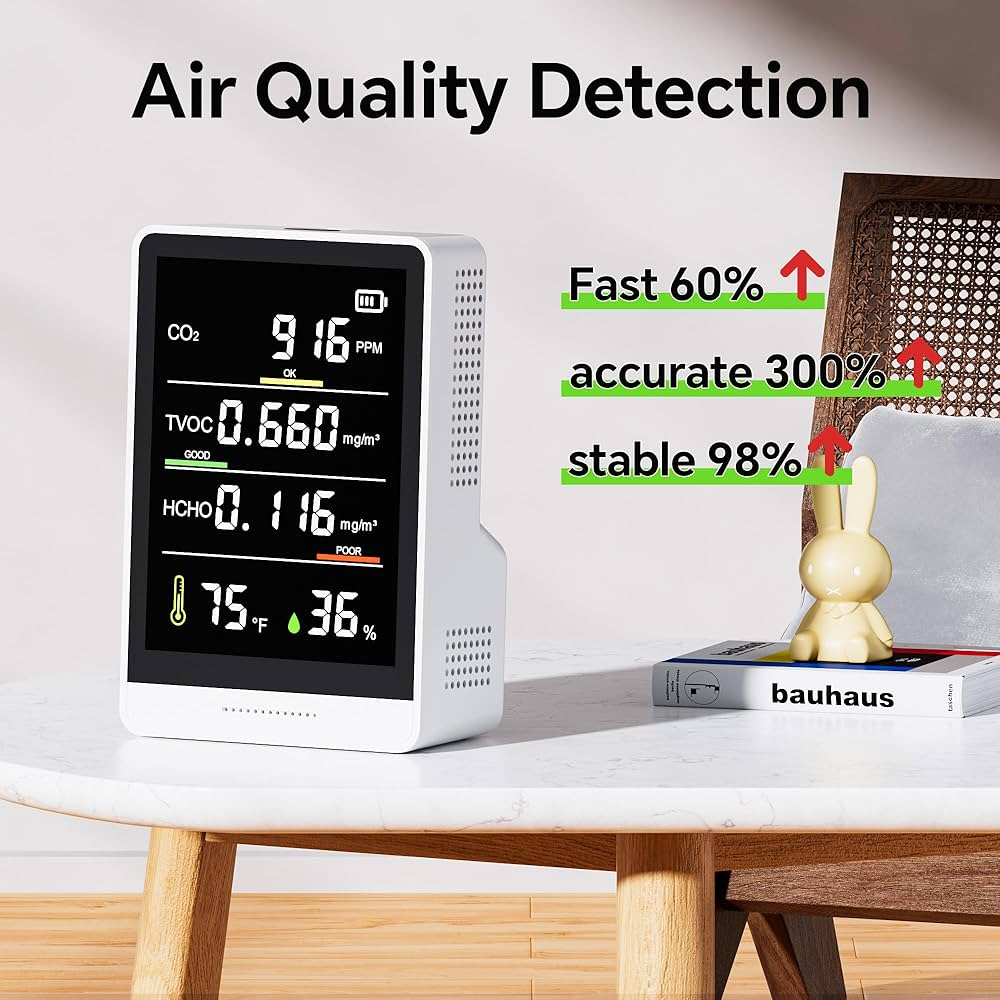 Air Quality Detection
Fast 60%
accurate 300%
stable 98%
CO₂ 916 PPM
OK
TVOC 0.660 mg/m³
GOOD
HCHO 0.116 mg/m³
POOR
75 °F 36 %
bauhaus
bauhaus
taschen